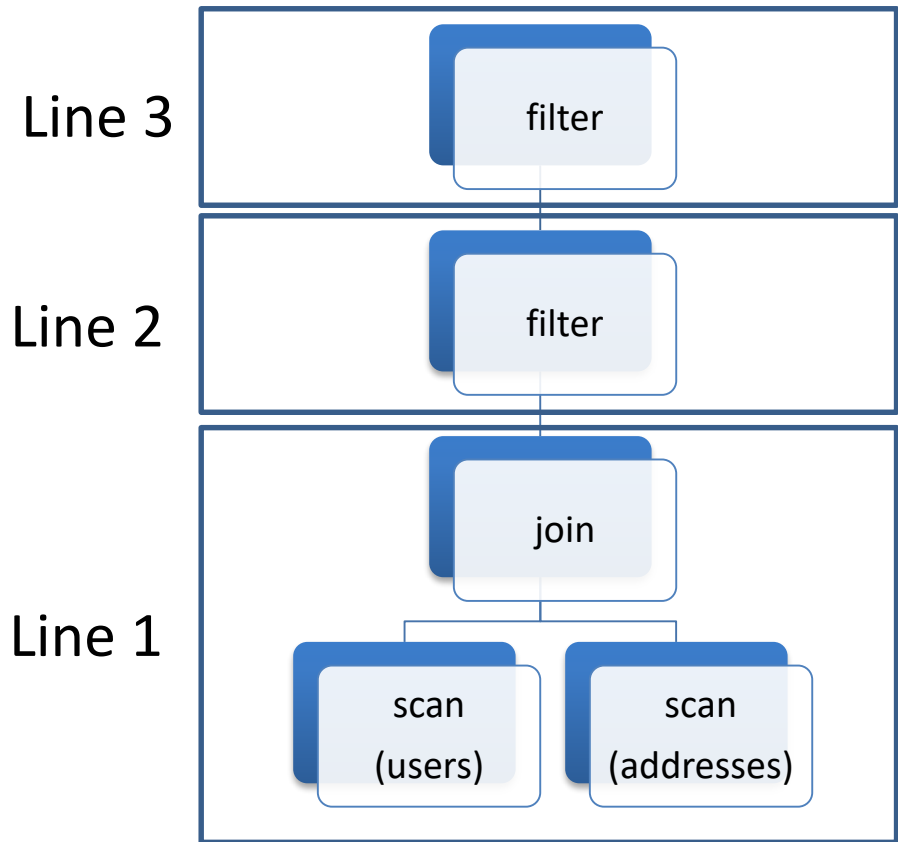 Line 3
filter
Line 2
filter
Line 1
join
scan
(users)
scan
(addresses)